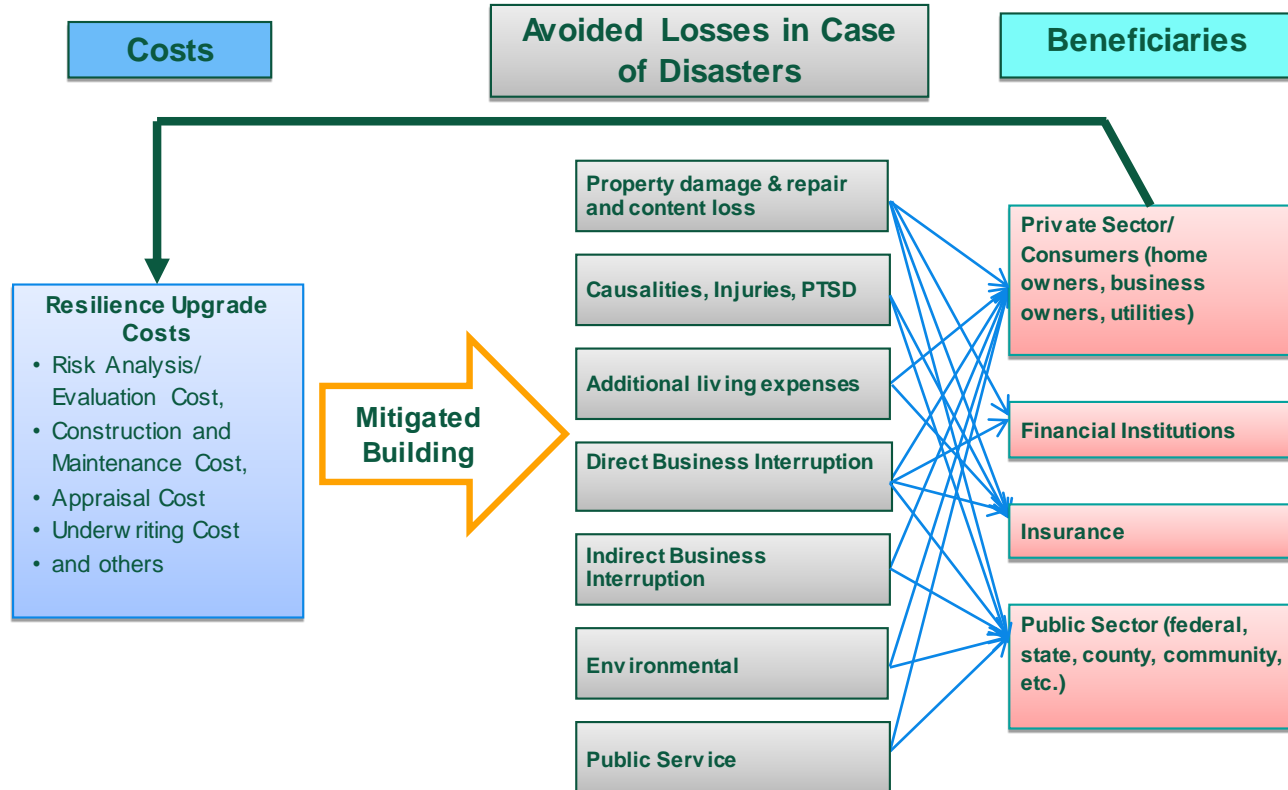 Costs
Avoided Losses in Case
of Disasters
Beneficiaries
Resilience Upgrade
Costs
• Risk Analysis/
Evaluation Cost,
• Construction and
Maintenance Cost,
• Appraisal Cost
• Underwriting Cost
• and others
Mitigated
Building
Property damage & repair
and content loss
Causalities, Injuries, PTSD
Additional living expenses
Direct Business Interruption
Indirect Business
Interruption
Environmental
Public Service
Private Sector/
Consumers (home
owners, business
owners, utilities)
Financial Institutions
Insurance
Public Sector (federal,
state, county, community,
etc.)